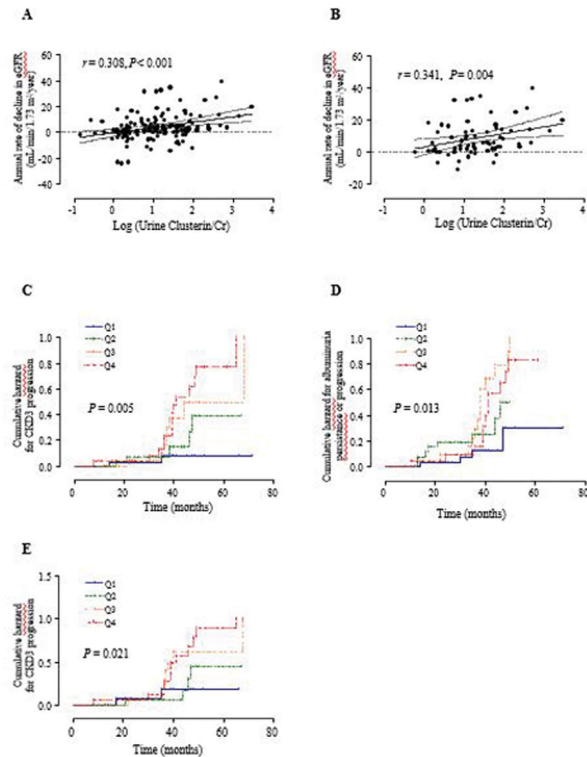 A
Annual rate of decline in eGFR
(mL/min/1.73 m²/year)
60
40
20
0
-20
-40
r = 0.308, P < 0.001
-1 0 1 2 3 4
Log (Urine Clusterin/Cr)
B
Annual rate of decline in eGFR
(mL/min/1.73 m²/year)
60
40
20
0
-20
r = 0.341, P = 0.004
-1 0 1 2 3 4
Log (Urine Clusterin/Cr)
C
Cumulative harzard
for CKD3 progression
1.0
0.8
0.6
0.4
0.2
0.0
Q1
Q2
Q3
Q4
P = 0.005
0 20 40 60 80
Time (months)
D
Cumulative harzard for albuminuria
persistance or progression
1.0
0.8
0.6
0.4
0.2
0.0
Q1
Q2
Q3
Q4
P = 0.013
0 20 40 60 80
Time (months)
E
Cumulative harzard
for CKD3 progression
1.5
1.0
0.5
0.0
Q1
Q2
Q3
Q4
P = 0.021
0 20 40 60 80
Time (months)